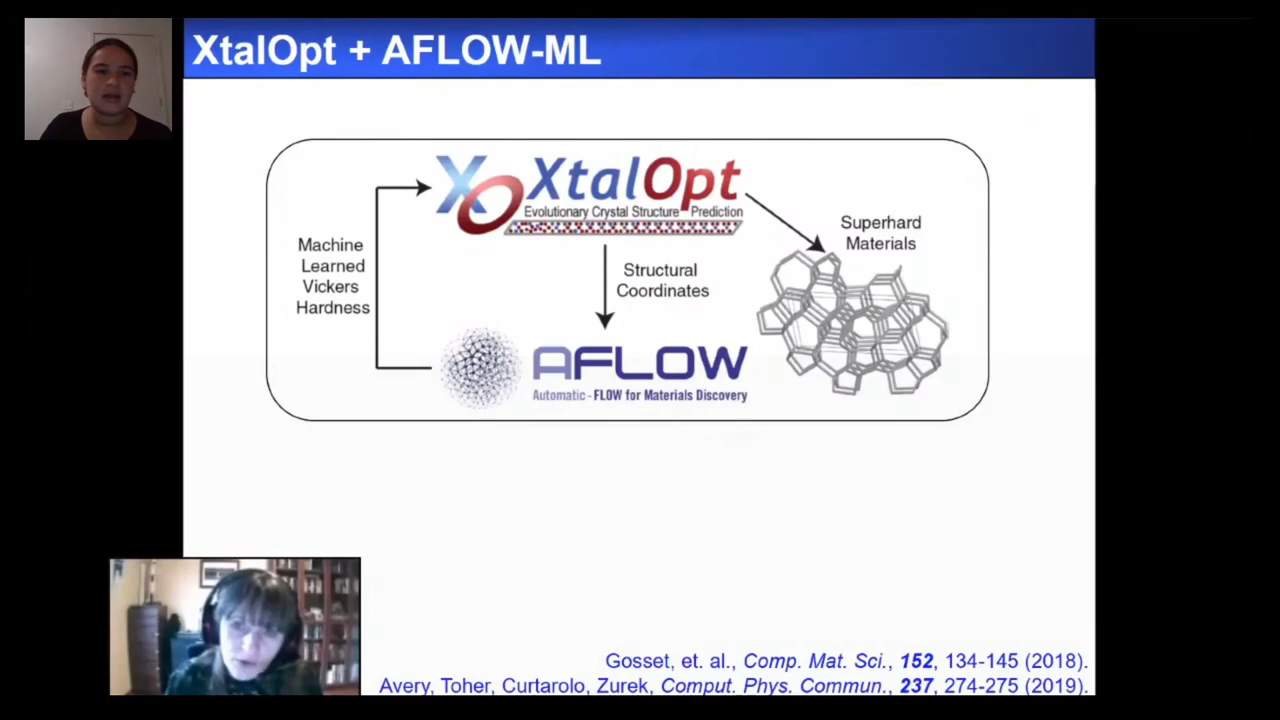 XtalOpt + AFLOW-ML
XO XtalOpt
Evolutionary Crystal Structure Prediction
Superhard
Materials
Machine
Learned
Vickers
Hardness
Structural
Coordinates
AFLOW
Automatic - FLOW for Materials Discovery
Gosset, et. al., Comp. Mat. Sci., 152, 134-145 (2018).
Avery, Toher, Curtarolo, Zurek, Comput. Phys. Commun., 237, 274-275 (2019).